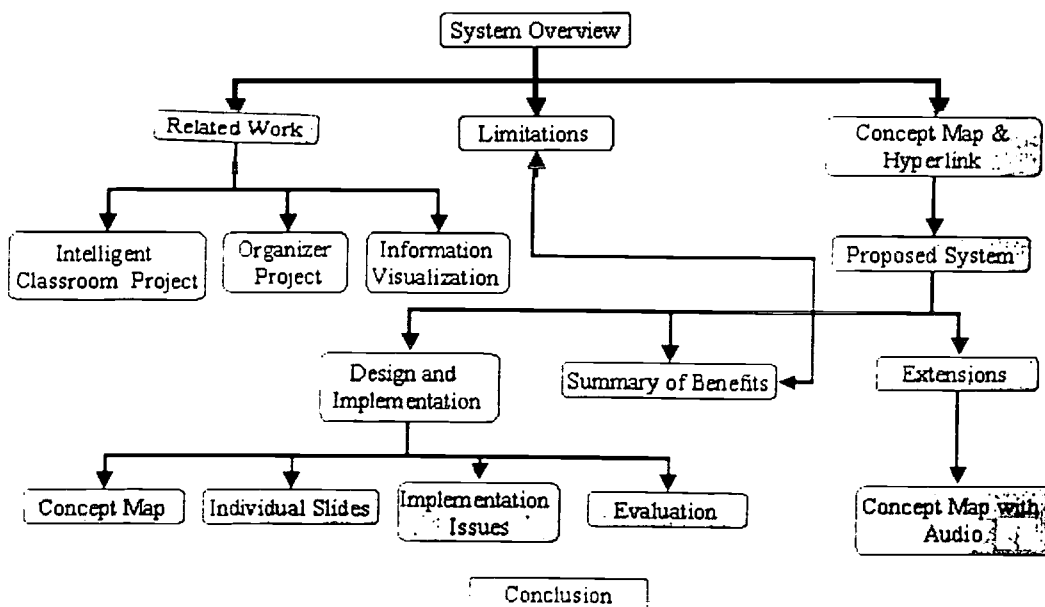 System Overview
Related Work
Limitations
Concept Map &
Hyperlink
Intelligent
Classroom Project
Organizer
Project
Information
Visualization
Proposed System
Design and
Implementation
Summary of Benefits
Extensions
Concept Map
Individual Slides
Implementation
Issues
Evaluation
Concept Map with
Audio
Conclusion